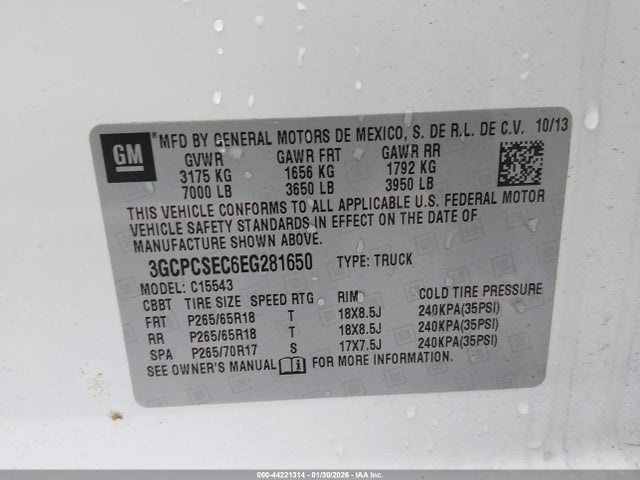 GM
®MFD BY GENERAL MOTORS DE MEXICO, S. DE R.L. DE C.V. 10/13
GVWR GAWR FRT GAWR RR
3175 KG 1656 KG 1792 KG
7000 LB 3650 LB 3950 LB
THIS VEHICLE CONFORMS TO ALL APPLICABLE U.S. FEDERAL MOTOR
VEHICLE SAFETY STANDARDS IN EFFECT ON THE DATE OF
MANUFACTURE SHOWN ABOVE.
3GCPCSEC6EG281650 TYPE: TRUCK
MODEL: C15543
CBBT TIRE SIZE SPEED RTG RIM COLD TIRE PRESSURE
FRT P265/65R18 T 18X8.5J 240KPA(35PSI)
RR P265/65R18 T 18X8.5J 240KPA(35PSI)
SPA P265/70R17 S 17X7.5J 240KPA(35PSI)
SEE OWNER'S MANUAL FOR MORE INFORMATION.
000-44221314 - 01/30/2026 - IAAI CA